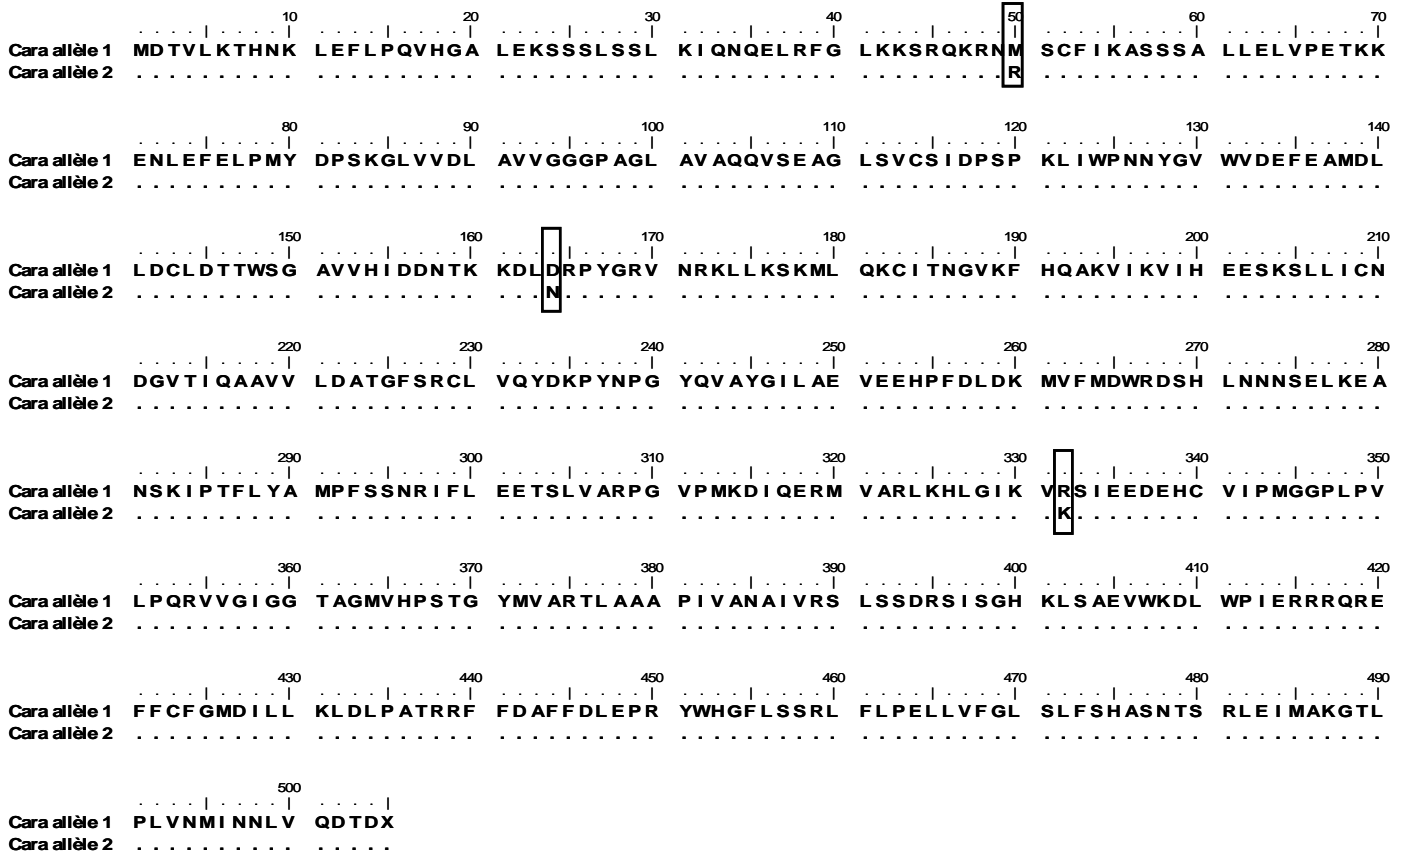 10 20 30 40 50 60 70
. . . . | . . . . | . . . . | . . . . | . . . . | . . . . | . . . . | . . . . | . . . . | . . . . | . . . . | . . . . | . . . . | . . . . |
Cara allèle 1 MDTVLKTHNK LEFLPQVHGA LEKSSSLSSL KIQNQELRFG LKKSRQKRNM SCFIKASSSA LLELVPETKK
Cara allèle 2 .......... .......... .......... .......... .........R .......... ..........
80 90 100 110 120 130 140
. . . . | . . . . | . . . . | . . . . | . . . . | . . . . | . . . . | . . . . | . . . . | . . . . | . . . . | . . . . | . . . . | . . . . |
Cara allèle 1 ENLEFELPMY DPSKGLVVDL AVVGGGPAGL AVAQQVSEAG LSVCSIDPSP KLIWPNNYGV WVDEFEAMDL
Cara allèle 2 .......... .......... .......... .......... .......... .......... ..........
150 160 170 180 190 200 210
. . . . | . . . . | . . . . | . . . . | . . . . | . . . . | . . . . | . . . . | . . . . | . . . . | . . . . | . . . . | . . . . | . . . . |
Cara allèle 1 LDCLDTTWSG AVVHIDDNTK KDLDRPYGRV NRKLLKSKML QKCITNGVKF HQAKVIKVIH EESKSLLICN
Cara allèle 2 .......... .......... ...N...... .......... .......... .......... ..........
220 230 240 250 260 270 280
. . . . | . . . . | . . . . | . . . . | . . . . | . . . . | . . . . | . . . . | . . . . | . . . . | . . . . | . . . . | . . . . | . . . . |
Cara allèle 1 DGVTIQAAVV LDATGFSRCL VQYDKPYNPG YQVAYGILAE VEEHPFDLDK MVFMDWRDSH LNNNSELKEA
Cara allèle 2 .......... .......... .......... .......... .......... .......... ..........
290 300 310 320 330 340 350
. . . . | . . . . | . . . . | . . . . | . . . . | . . . . | . . . . | . . . . | . . . . | . . . . | . . . . | . . . . | . . . . | . . . . |
Cara allèle 1 NSKIPTFLYA MPFSSNRIFL EETSLVARPG VPMKDIQERM VARLKHLGIK VRSIEEDEHC VIPMGGPLPV
Cara allèle 2 .......... .......... .......... .......... .......... .K........ ..........
360 370 380 390 400 410 420
. . . . | . . . . | . . . . | . . . . | . . . . | . . . . | . . . . | . . . . | . . . . | . . . . | . . . . | . . . . | . . . . | . . . . |
Cara allèle 1 LPQRVVGIGG TAGMVHPSTG YMVARTLAAA PIVANAIVRS LSSDRSISGH KLSAEVWKDL WPIERRRQRE
Cara allèle 2 .......... .......... .......... .......... .......... .......... ..........
430 440 450 460 470 480 490
. . . . | . . . . | . . . . | . . . . | . . . . | . . . . | . . . . | . . . . | . . . . | . . . . | . . . . | . . . . | . . . . | . . . . |
Cara allèle 1 FFCFGMDILL KLDLPATRRF FDAFFDLEPR YWHGFLSSRL FLPELLVFGL SLFSHASNTS RLEIMAKGTL
Cara allèle 2 .......... .......... .......... .......... .......... .......... ..........
500
. . . . | . . . . | . . . . |
Cara allèle 1 PLVNMINNLV QDTDX
Cara allèle 2 .......... .....